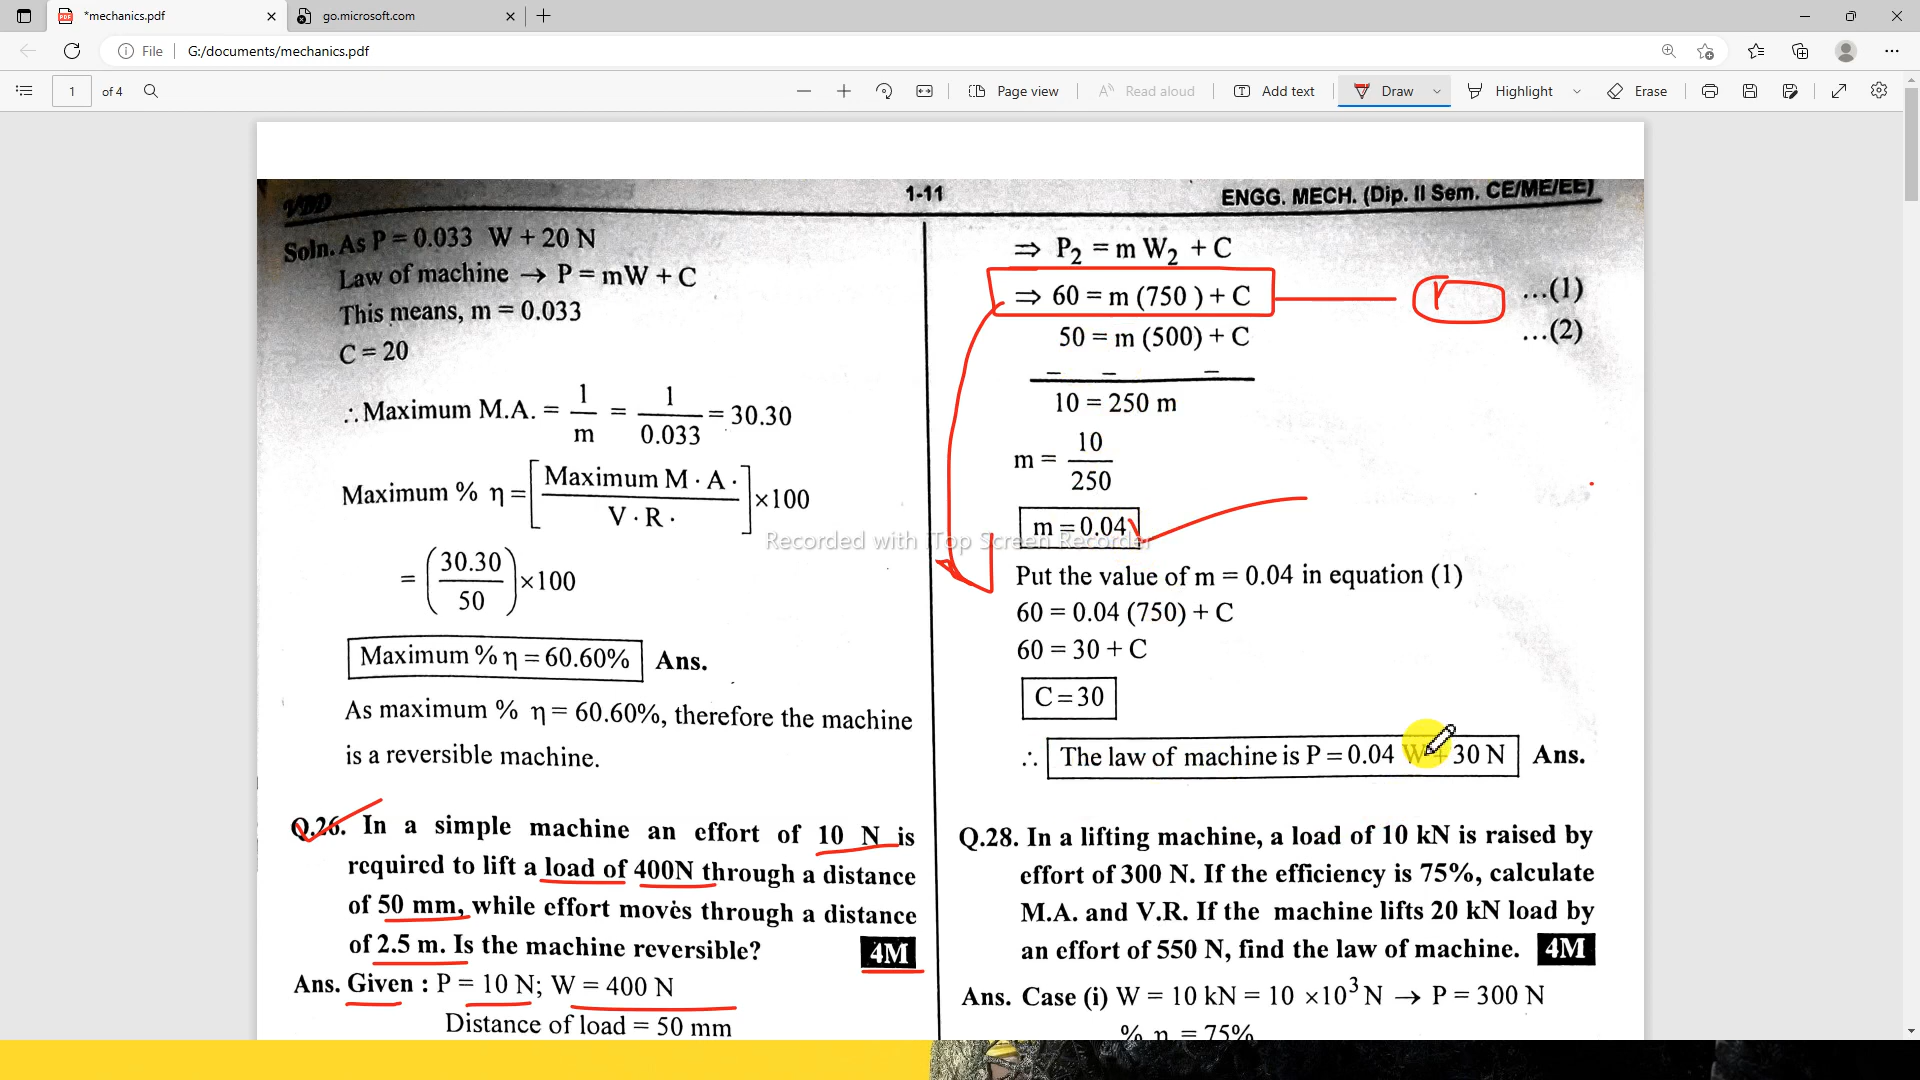 *mechanics.pdf
go.microsoft.com
File
G:/documents/mechanics.pdf
1 of 4
Page view
Read aloud
Add text
Draw
Highlight
Erase
VBD
1-11
ENGG. MECH. (Dip. II Sem. CE/ME/EE)
Soln. As P = 0.033 W + 20 N
Law of machine → P = mW + C
This means, m = 0.033
C = 20
∴ Maximum M.A. = 1/m = 1/0.033 = 30.30
Maximum % η = [Maximum M · A · / V · R ·] ×100
= (30.30/50) ×100
Maximum % η = 60.60% Ans.
As maximum % η = 60.60%, therefore the machine
is a reversible machine.
Q.26. In a simple machine an effort of 10 N is
required to lift a load of 400N through a distance
of 50 mm, while effort moves through a distance
of 2.5 m. Is the machine reversible? 4M
Ans. Given : P = 10 N; W = 400 N
Distance of load = 50 mm
⇒ P₂ = m W₂ + C
⇒ 60 = m (750 ) + C ...(1)
50 = m (500) + C ...(2)
– – –
10 = 250 m
m = 10/250
m = 0.04
Recorded with iTop Screen Recorder
Put the value of m = 0.04 in equation (1)
60 = 0.04 (750) + C
60 = 30 + C
C = 30
∴ The law of machine is P = 0.04 W + 30 N Ans.
Q.28. In a lifting machine, a load of 10 kN is raised by
effort of 300 N. If the efficiency is 75%, calculate
M.A. and V.R. If the machine lifts 20 kN load by
an effort of 550 N, find the law of machine. 4M
Ans. Case (i) W = 10 kN = 10 ×10³ N → P = 300 N
% η = 75%